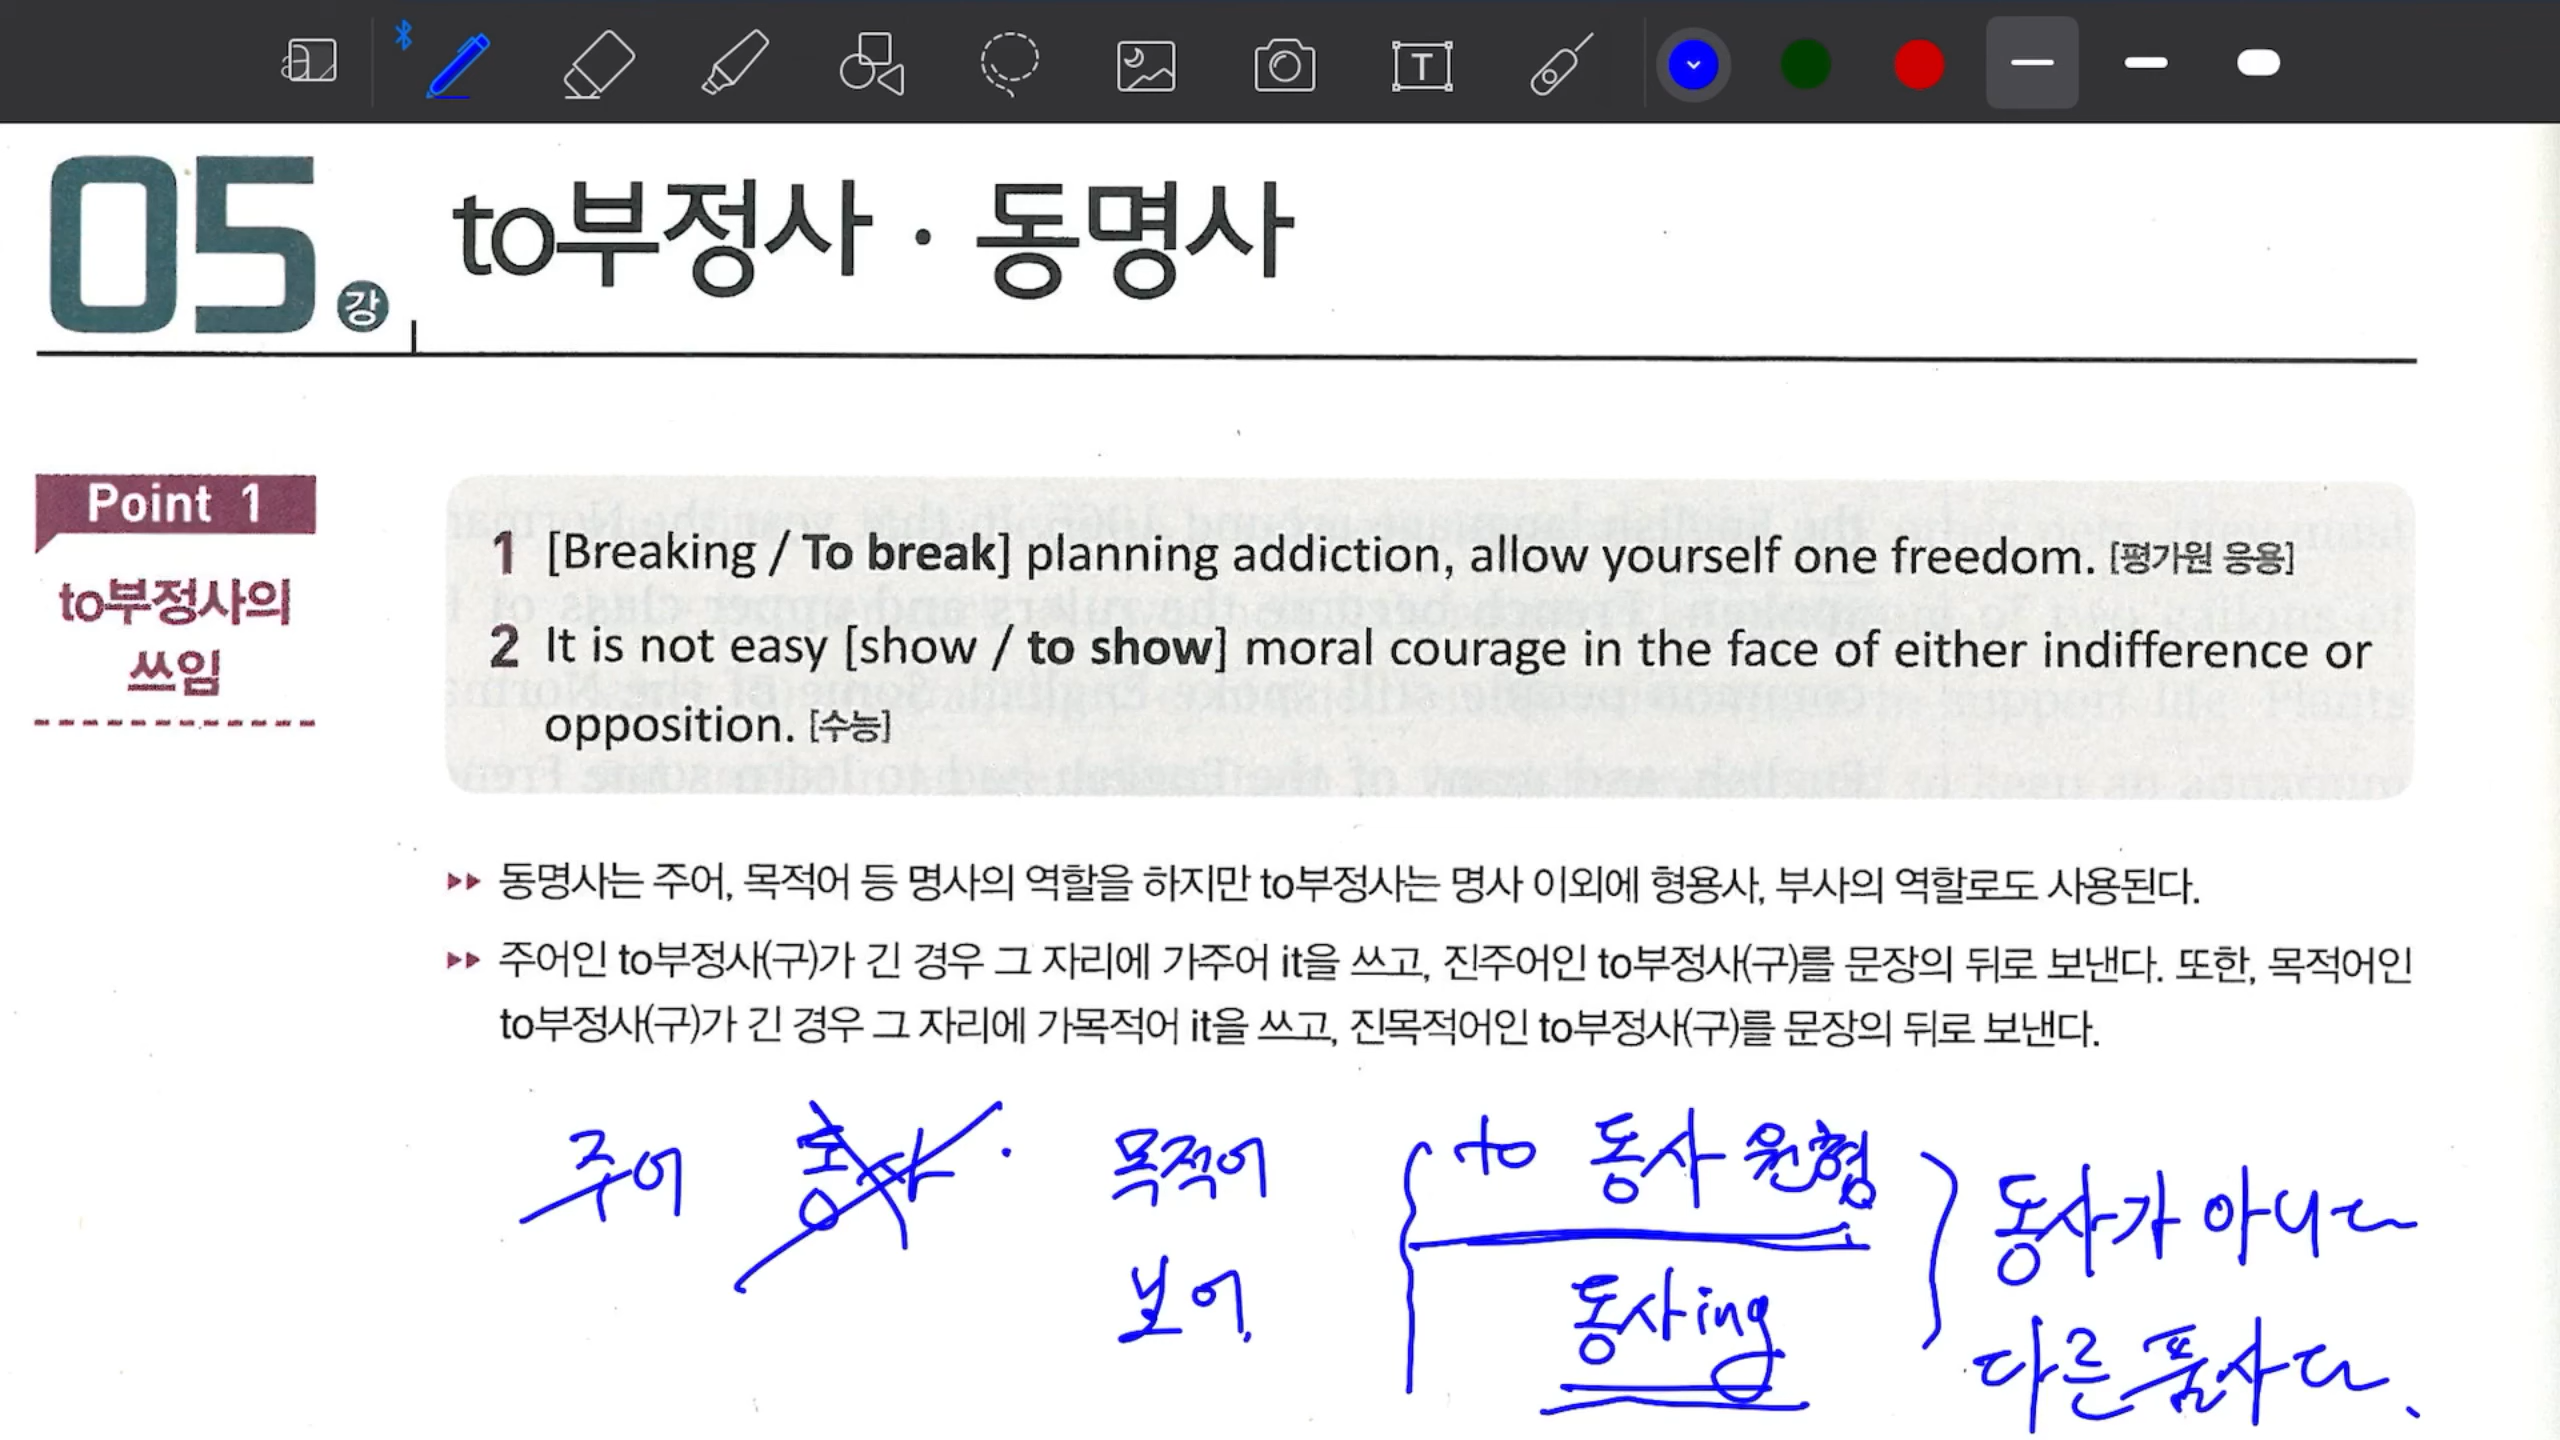 05강 to부정사 · 동명사
Point 1
to부정사의
쓰임
1 [Breaking / To break] planning addiction, allow yourself one freedom. [평가원 응용]
2 It is not easy [show / to show] moral courage in the face of either indifference or
opposition. [수능]
▸▸ 동명사는 주어, 목적어 등 명사의 역할을 하지만 to부정사는 명사 이외에 형용사, 부사의 역할로도 사용된다.
▸▸ 주어인 to부정사(구)가 긴 경우 그 자리에 가주어 it을 쓰고, 진주어인 to부정사(구)를 문장의 뒤로 보낸다. 또한, 목적어인
to부정사(구)가 긴 경우 그 자리에 가목적어 it을 쓰고, 진목적어인 to부정사(구)를 문장의 뒤로 보낸다.
주어 동사. 목적어 to 동사 원형
보어. 동사ing
동사가 아니다
다른 품사다.